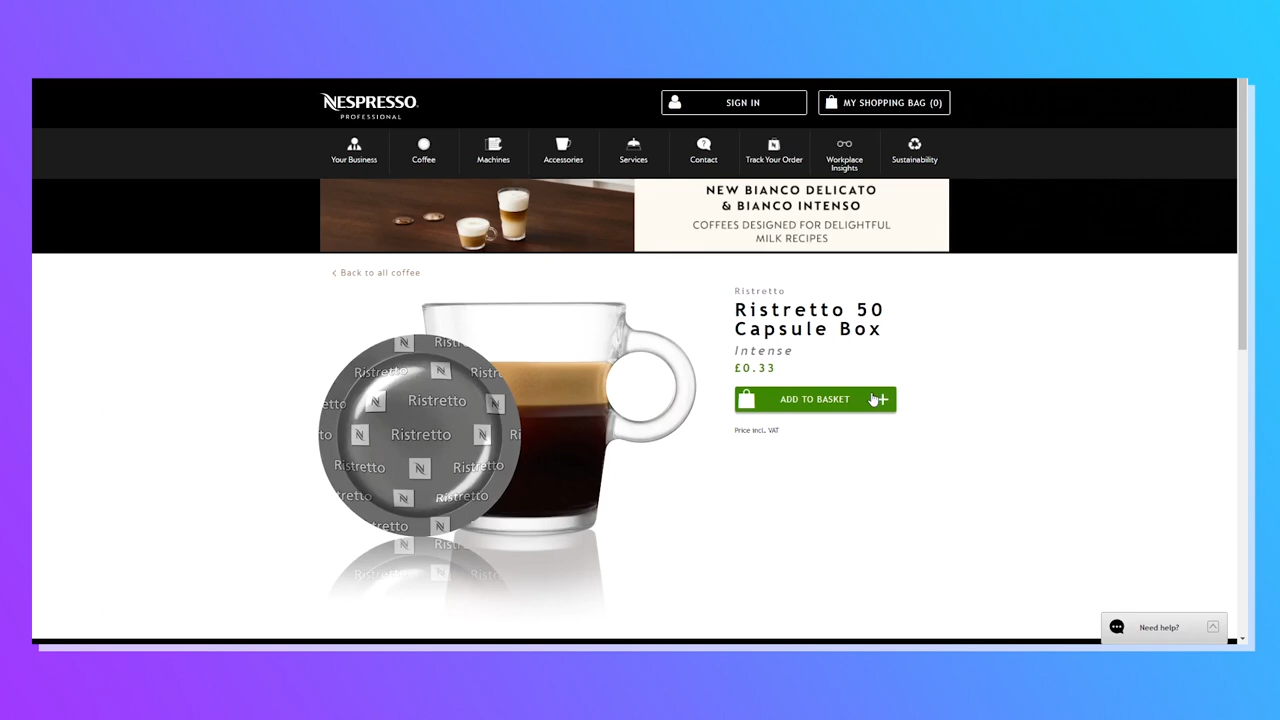 NESPRESSO
PROFESSIONAL
SIGN IN
MY SHOPPING BAG (0)
Your Business
Coffee
Machines
Accessories
Services
Contact
Track Your Order
Workplace
Insights
Sustainability
NEW BIANCO DELICATO
& BIANCO INTENSO
COFFEES DESIGNED FOR DELIGHTFUL
MILK RECIPES
< Back to all coffee
Ristretto
Ristretto 50
Capsule Box
Intense
£0.33
ADD TO BASKET
Price incl. VAT
Ristretto
Ristretto
Ristretto
Ristretto
Ristretto
Ristretto
Need help?